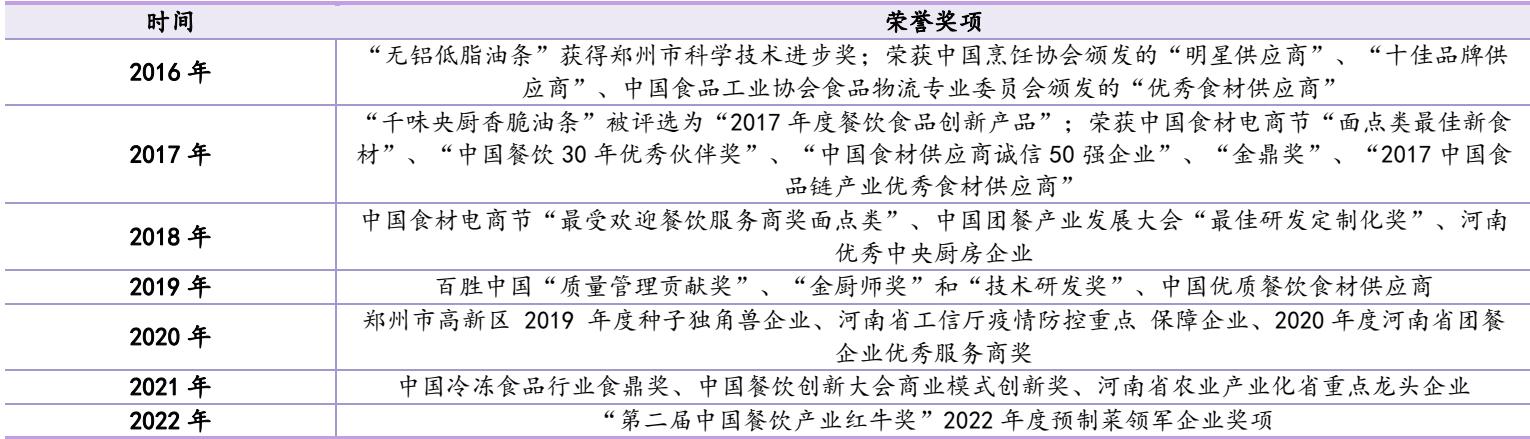 时间 荣誉奖项
2016 年 “无铝低脂油条”获得郑州市科学技术进步奖；荣获中国烹饪协会颁发的“明星供应商”、“十佳品牌供
应商”、中国食品工业协会食品物流专业委员会颁发的“优秀食材供应商”
2017 年 “千味央厨香脆油条”被评选为“2017 年度餐饮食品创新产品”；荣获中国食材电商节“面点类最佳新食
材”、“中国餐饮 30 年优秀伙伴奖”、“中国食材供应商诚信 50 强企业”、“金鼎奖”、“2017 中国食
品链产业优秀食材供应商”
2018 年 中国食材电商节“最受欢迎餐饮服务商奖面点类”、中国团餐产业发展大会“最佳研发定制化奖”、河南
优秀中央厨房企业
2019 年 百胜中国“质量管理贡献奖”、“金厨师奖”和“技术研发奖”、中国优质餐饮食材供应商
2020 年 郑州市高新区 2019 年度种子独角兽企业、河南省工信厅疫情防控重点 保障企业、2020 年度河南省团餐
企业优秀服务商奖
2021 年 中国冷冻食品行业食鼎奖、中国餐饮创新大会商业模式创新奖、河南省农业产业化省重点龙头企业
2022 年 “第二届中国餐饮产业红牛奖”2022 年度预制菜领军企业奖项